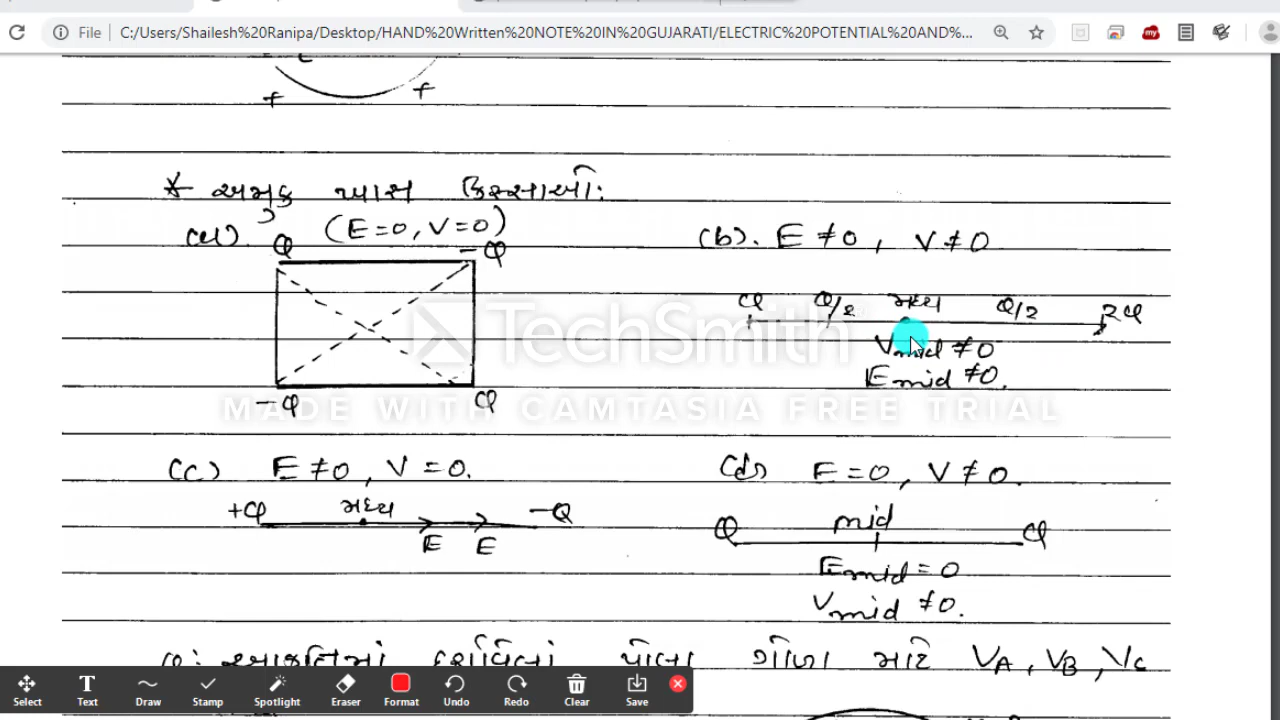 File | C:/Users/Shailesh%20Ranipa/Desktop/HAND%20Written%20NOTE%20IN%20GUJARATI/ELECTRIC%20POTENTIAL%20AND%...
+ +
* અમુક ખાસ કિસ્સાઓ:
(a). (E=0, V=0)
Q -Q
-Q Q
(b). E ≠ 0, V ≠ 0
Q Q/2 મધ્ય Q/2 2Q
Vmid ≠ 0
Emid ≠ 0.
TechSmith
MADE WITH CAMTASIA FREE TRIAL
(c) E ≠ 0, V = 0.
+Q મધ્ય -Q
E E
(d) E = 0, V ≠ 0.
Q mid Q
Emid = 0
Vmid ≠ 0.
Q: આકૃતિમાં દર્શાવેલાં પોલા ગોળા માટે VA, VB, VC
Select Text Draw Stamp Spotlight Eraser Format Undo Redo Clear Save